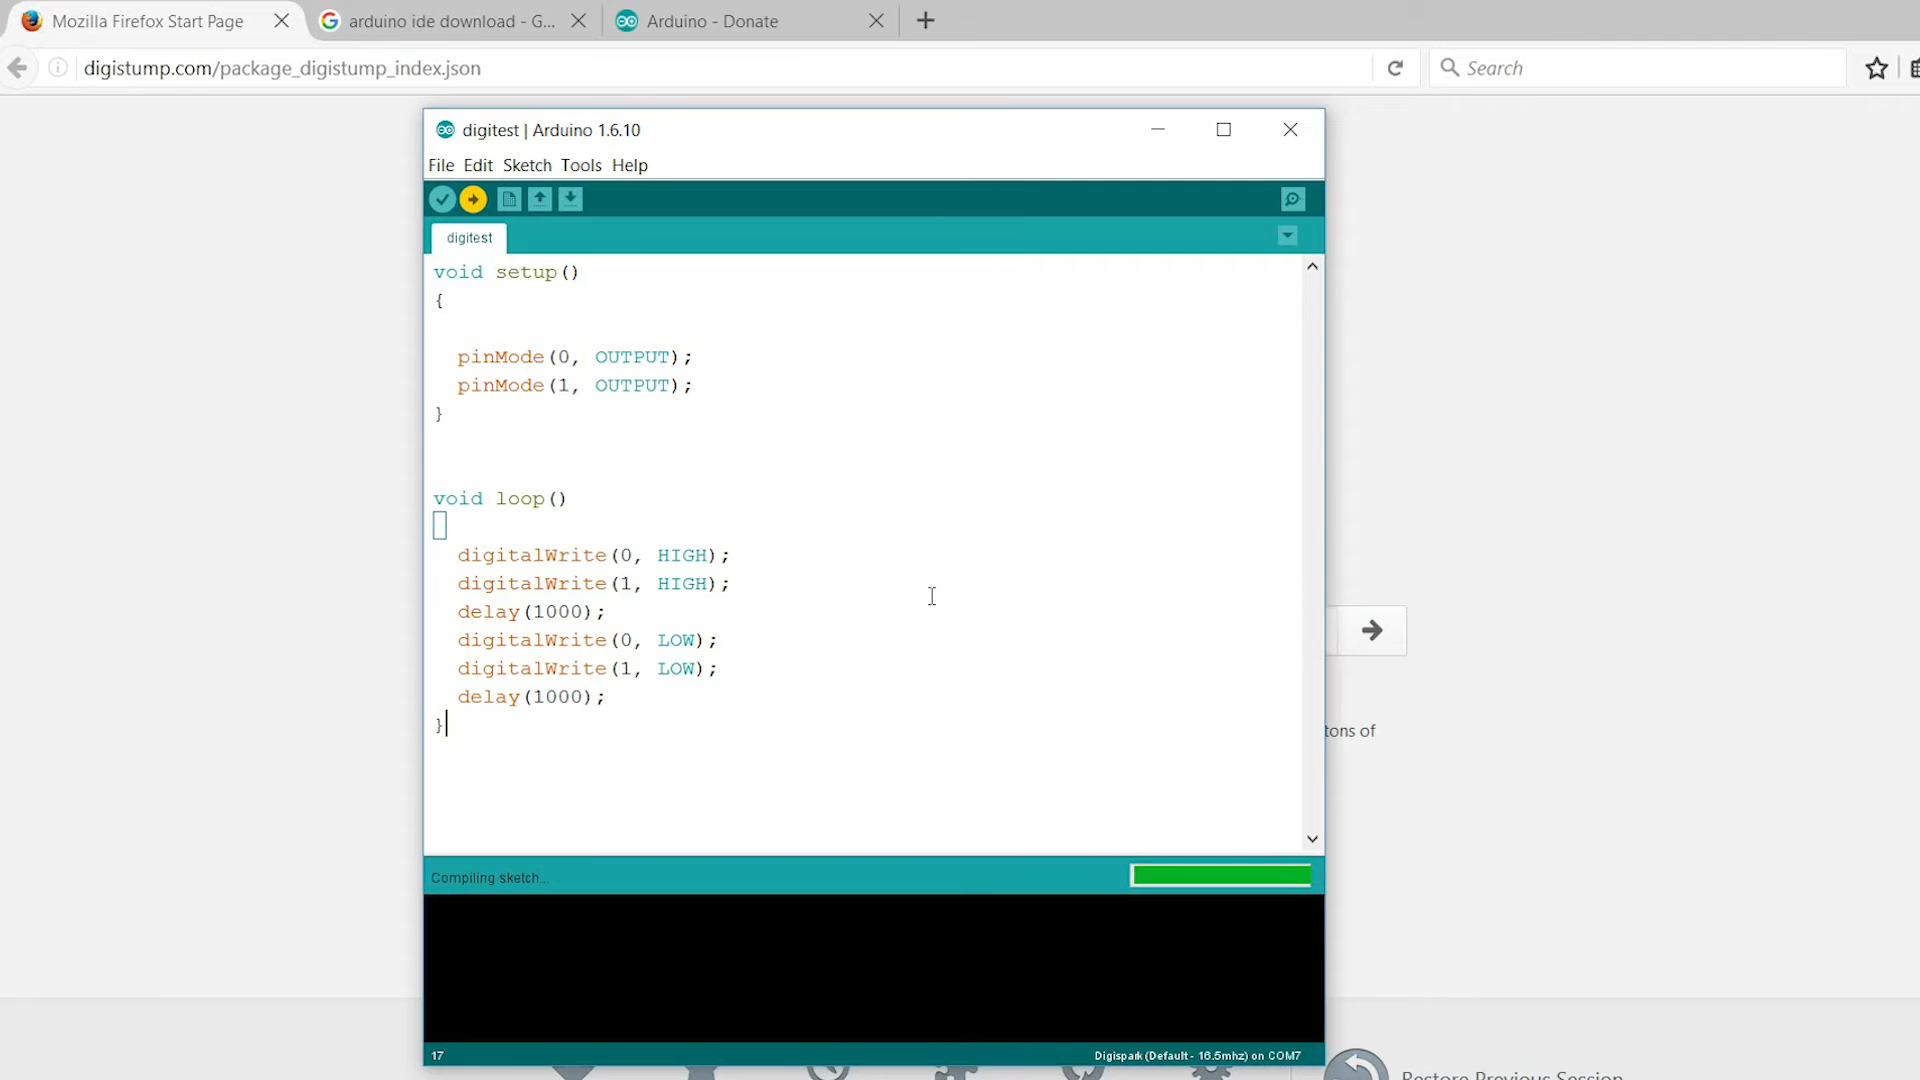 Mozilla Firefox Start Page
arduino ide download - G...
Arduino - Donate
digistump.com/package_digistump_index.json
Search
digitest | Arduino 1.6.10
File Edit Sketch Tools Help
digitest
void setup()
{
pinMode(0, OUTPUT);
pinMode(1, OUTPUT);
}
void loop()
digitalWrite(0, HIGH);
digitalWrite(1, HIGH);
delay(1000);
digitalWrite(0, LOW);
digitalWrite(1, LOW);
delay(1000);
}
tons of
Compiling sketch...
17
Digispark (Default - 16.5mhz) on COM7
Restore Previous Session